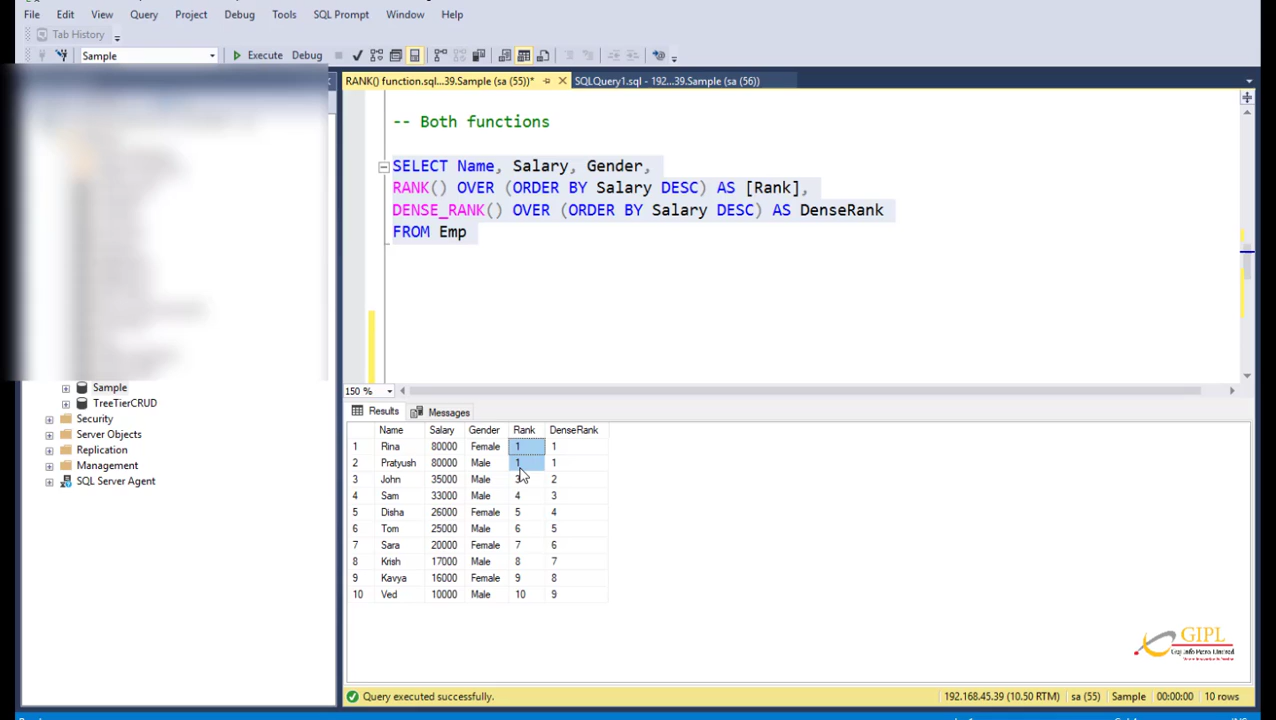 File Edit View Query Project Debug Tools SQL Prompt Window Help
Tab History
Sample Execute Debug
RANK() function.sql...39.Sample (sa (55))* SQLQuery1.sql - 192...39.Sample (sa (56))
-- Both functions
SELECT Name, Salary, Gender,
RANK() OVER (ORDER BY Salary DESC) AS [Rank],
DENSE_RANK() OVER (ORDER BY Salary DESC) AS DenseRank
FROM Emp
150 %
Sample
TreeTierCRUD
Security
Server Objects
Replication
Management
SQL Server Agent
Results Messages
Name Salary Gender Rank DenseRank
1 Rina 80000 Female 1 1
2 Pratyush 80000 Male 1 1
3 John 35000 Male 3 2
4 Sam 33000 Male 4 3
5 Disha 26000 Female 5 4
6 Tom 25000 Male 6 5
7 Sara 20000 Female 7 6
8 Krish 17000 Male 8 7
9 Kavya 16000 Female 9 8
10 Ved 10000 Male 10 9
GIPL
Query executed successfully. 192.168.45.39 (10.50 RTM) sa (55) Sample 00:00:00 10 rows